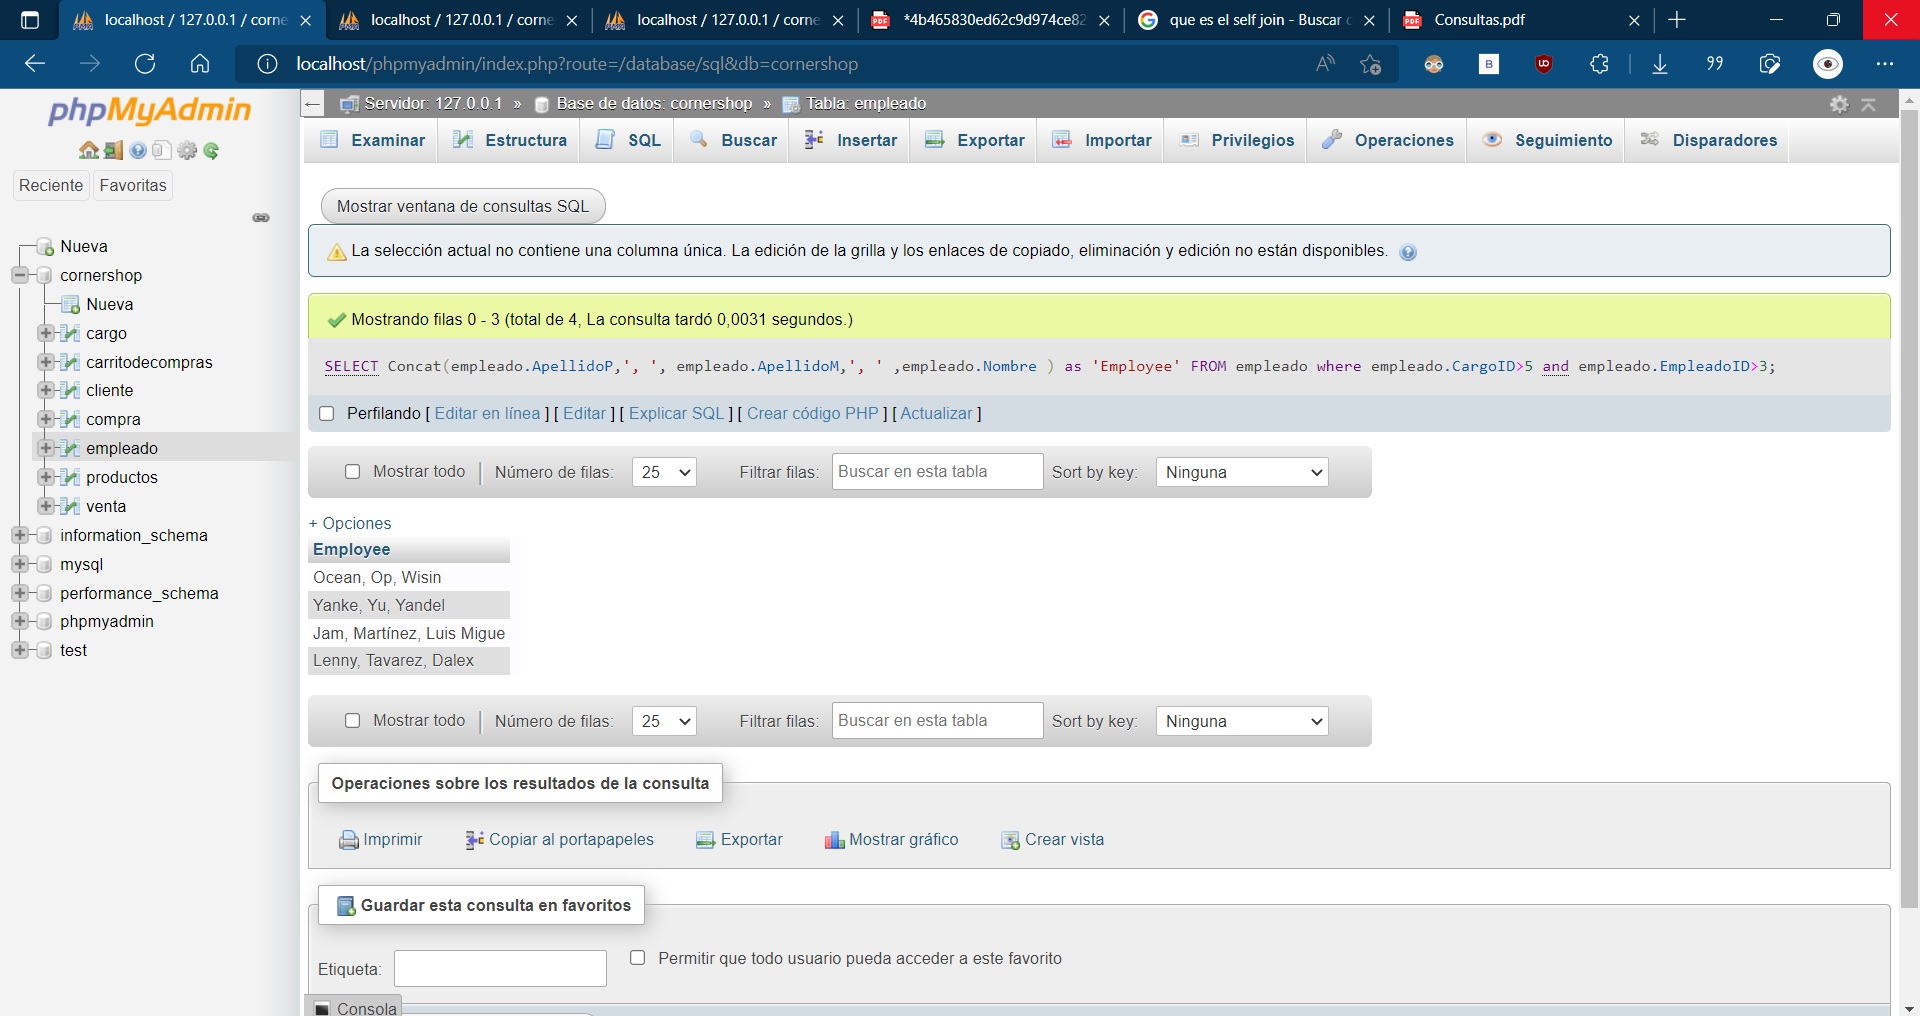 localhost / 127.0.0.1 / corne
localhost / 127.0.0.1 / corne
localhost / 127.0.0.1 / corne
*4b465830ed62c9d974ce82
que es el self join - Buscar
Consultas.pdf
localhost/phpmyadmin/index.php?route=/database/sql&db=cornershop
phpMyAdmin
Reciente
Favoritas
Nueva
cornershop
Nueva
cargo
carritodecompras
cliente
compra
empleado
productos
venta
information_schema
mysql
performance_schema
phpmyadmin
test
Servidor: 127.0.0.1 » Base de datos: cornershop » Tabla: empleado
Examinar Estructura SQL Buscar Insertar Exportar Importar Privilegios Operaciones Seguimiento Disparadores
Mostrar ventana de consultas SQL
La selección actual no contiene una columna única. La edición de la grilla y los enlaces de copiado, eliminación y edición no están disponibles.
Mostrando filas 0 - 3 (total de 4, La consulta tardó 0,0031 segundos.)
SELECT Concat(empleado.ApellidoP,', ', empleado.ApellidoM,', ' ,empleado.Nombre ) as 'Employee' FROM empleado where empleado.CargoID>5 and empleado.EmpleadoID>3;
Perfilando [ Editar en línea ] [ Editar ] [ Explicar SQL ] [ Crear código PHP ] [ Actualizar ]
Mostrar todo | Número de filas: 25 Filtrar filas: Buscar en esta tabla Sort by key: Ninguna
+ Opciones
Employee
Ocean, Op, Wisin
Yanke, Yu, Yandel
Jam, Martínez, Luis Migue
Lenny, Tavarez, Dalex
Mostrar todo | Número de filas: 25 Filtrar filas: Buscar en esta tabla Sort by key: Ninguna
Operaciones sobre los resultados de la consulta
Imprimir Copiar al portapapeles Exportar Mostrar gráfico Crear vista
Guardar esta consulta en favoritos
Etiqueta: Permitir que todo usuario pueda acceder a este favorito
Consola